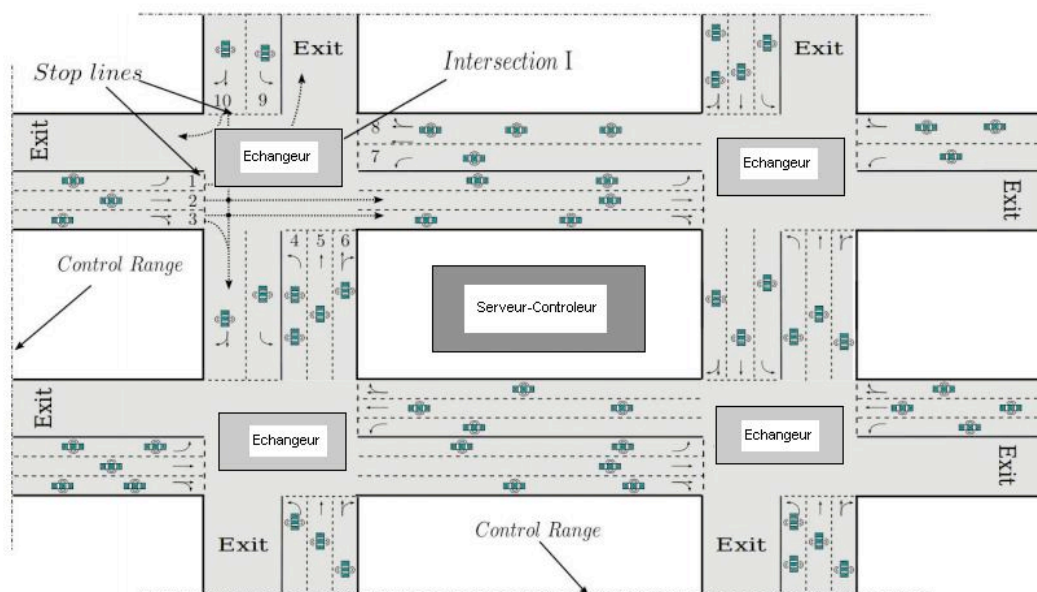 Exit
Exit
Stop lines
Intersection I
10 9
Exit
8
Echangeur
Echangeur
7
1
2
3
Exit
4 5 6
Control Range
Serveur-Controleur
Exit
Echangeur
Echangeur
Exit
Exit
Control Range
Exit